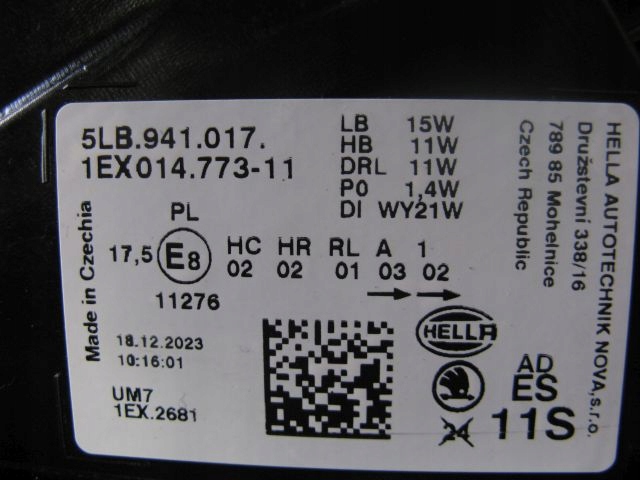 5LB.941.017.
1EX014.773-11
LB 15W
HB 11W
DRL 11W
PO 1,4W
DI WY21W
HELLA AUTOTECHNIK NOVA,s.r.o.
Družstevní 338/16
789 85 Mohelnice
Czech Republic
Made in Czechia
PL
17,5 E8 HC HR RL A 1
02 02 01 03 02
11276
18.12.2023
10:16:01
UM7
1EX.2681
HELLA
AD
ES
11S